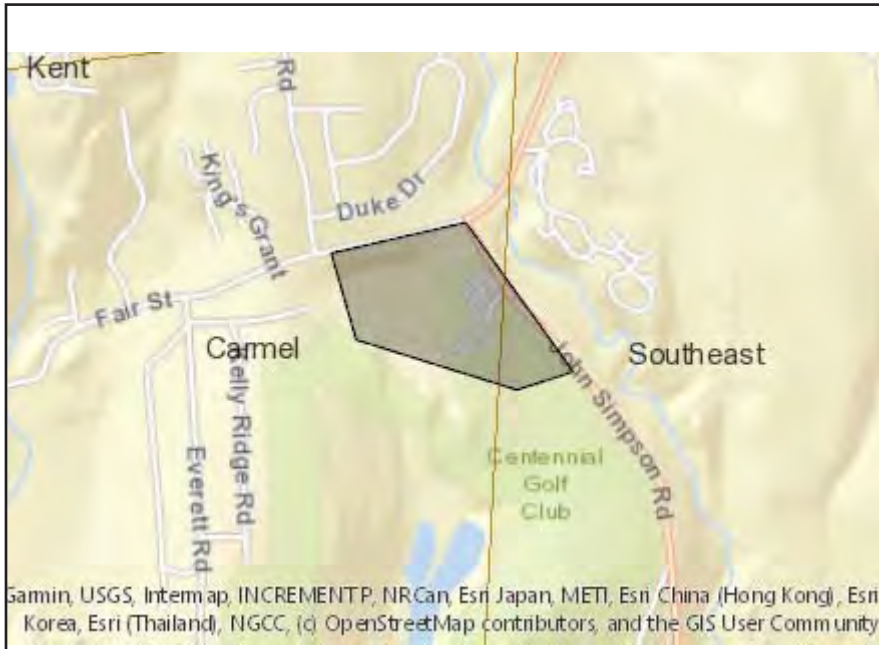 Kent
Rd
King's Grant
Duke Dr
Fair St
Carmel
Kelly Ridge Rd
Southeast
John Simpson Rd
Everett Rd
Centennial
Golf
Club
Garmin, USGS, Intermap, INCREMENT P, NRCan, Esri Japan, METI, Esri China (Hong Kong), Esri
Korea, Esri (Thailand), NGCC, (c) OpenStreetMap contributors, and the GIS User Community